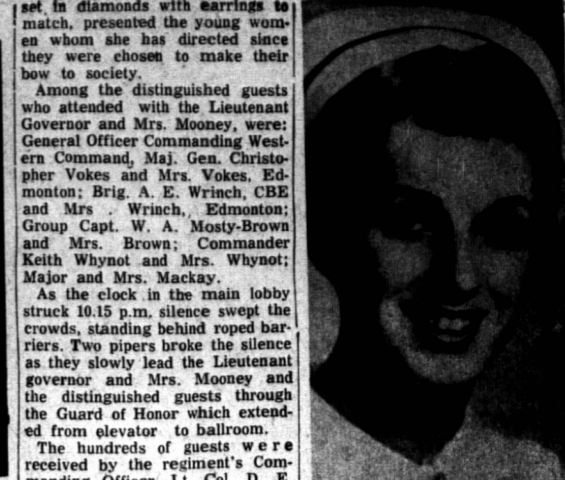 set in diamonds with earrings to
match, presented the young wom-
en whom she has directed since
they were chosen to make their
bow to society.
Among the distinguished guests
who attended with the Lieutenant
Governor and Mrs. Mooney, were:
General Officer Commanding West-
ern Command, Maj. Gen. Christo-
pher Vokes and Mrs. Vokes, Ed-
monton; Brig. A. E. Wrinch, CBE
and Mrs . Wrinch, Edmonton;
Group Capt. W. A. Mosty-Brown
and Mrs. Brown; Commander
Keith Whynot and Mrs. Whynot;
Major and Mrs. Mackay.
As the clock in the main lobby
struck 10.15 p.m. silence swept the
crowds, standing behind roped bar-
riers. Two pipers broke the silence
as they slowly lead the Lieutenant
governor and Mrs. Mooney and
the distinguished guests through
the Guard of Honor which extend-
ed from elevator to ballroom.
The hundreds of guests were
received by the regiment's Com-
manding Officer, Lt. Col. D. E.